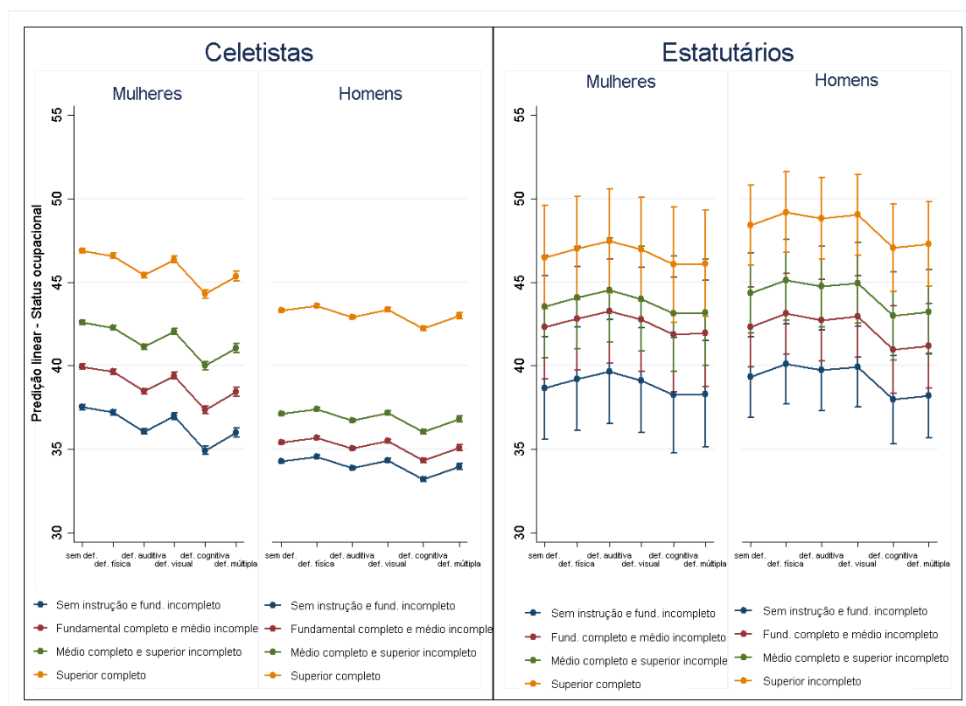 Celetistas
Estatutários
Mulheres
Homens
Mulheres
Homens
Predição linear - Status ocupacional
55
50
45
40
35
30
55
50
45
40
35
30
sem def. def. auditiva def. cognitiva
def. física def. visual def. múltipla
sem def. def. auditiva def. cognitiva
def. física def. visual def. múltipla
sem def. def. auditiva def. cognitiva
def. física def. visual def. múltipla
sem def. def. auditiva def. cognitiva
def. física def. visual def. múltipla
Sem instrução e fund. incompleto
Fundamental completo e médio incomple
Médio completo e superior incompleto
Superior completo
Sem instrução e fund. incompleto
Fundamental completo e médio incomple
Médio completo e superior incompleto
Superior completo
Sem instrução e fund. incompleto
Fund. completo e médio incompleto
Médio completo e superior incomple
Superior completo
Sem instrução e fund. incompleto
Fund. completo e médio incompleto
Médio completo e superior incompleto
Superior incompleto